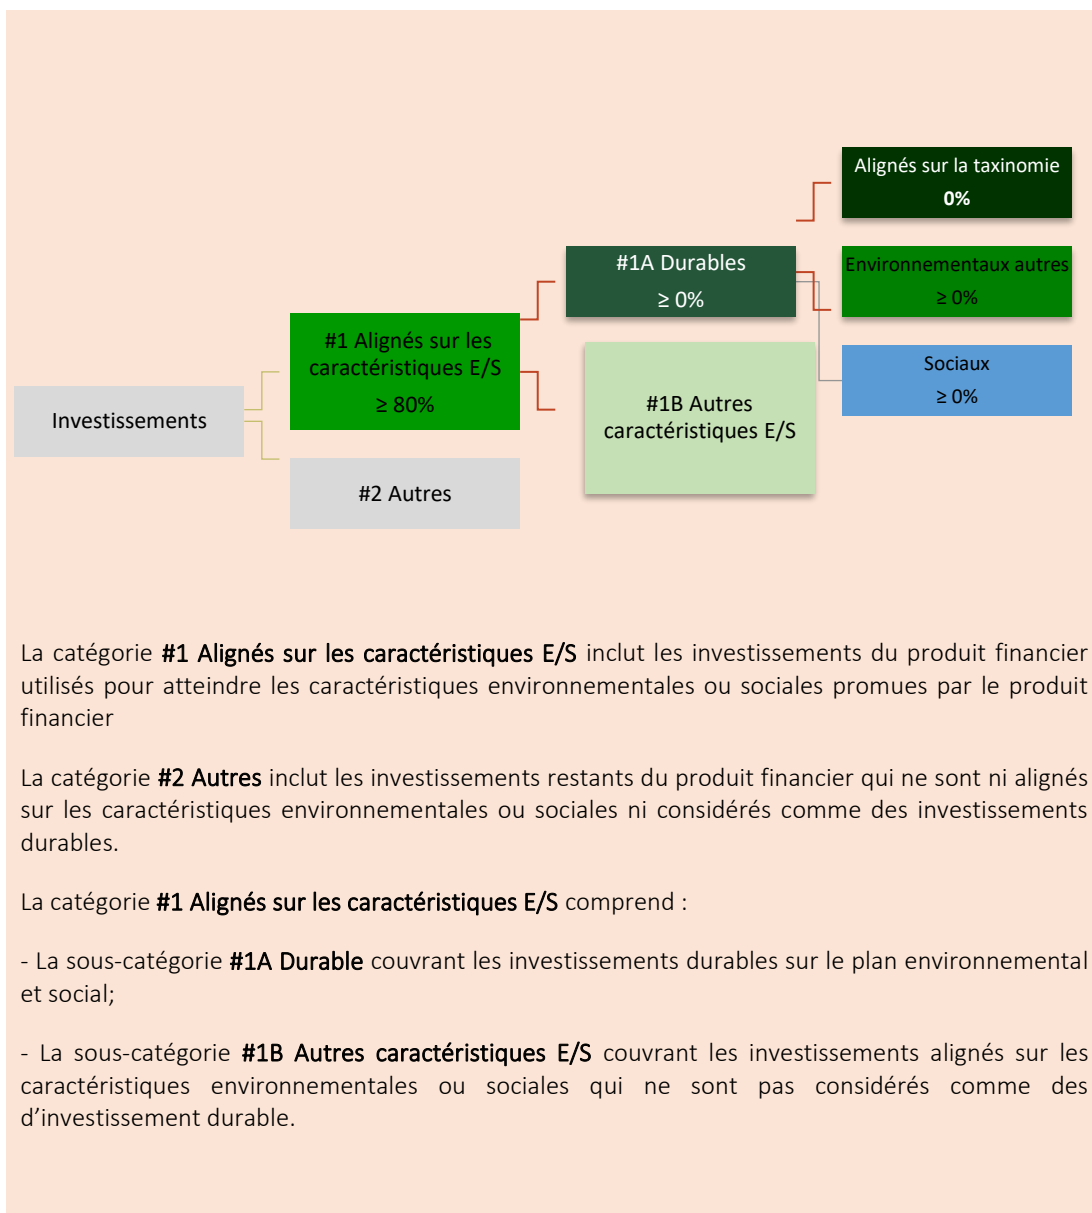 Alignés sur la taxinomie
0%
#1A Durables
≥ 0%
Environnementaux autres
≥ 0%
#1 Alignés sur les
caractéristiques E/S
≥ 80%
Sociaux
≥ 0%
Investissements
#1B Autres
caractéristiques E/S
#2 Autres
La catégorie #1 Alignés sur les caractéristiques E/S inclut les investissements du produit financier
utilisés pour atteindre les caractéristiques environnementales ou sociales promues par le produit
financier
La catégorie #2 Autres inclut les investissements restants du produit financier qui ne sont ni alignés
sur les caractéristiques environnementales ou sociales ni considérés comme des investissements
durables.
La catégorie #1 Alignés sur les caractéristiques E/S comprend :
- La sous-catégorie #1A Durable couvrant les investissements durables sur le plan environnemental
et social;
- La sous-catégorie #1B Autres caractéristiques E/S couvrant les investissements alignés sur les
caractéristiques environnementales ou sociales qui ne sont pas considérés comme des
d’investissement durable.